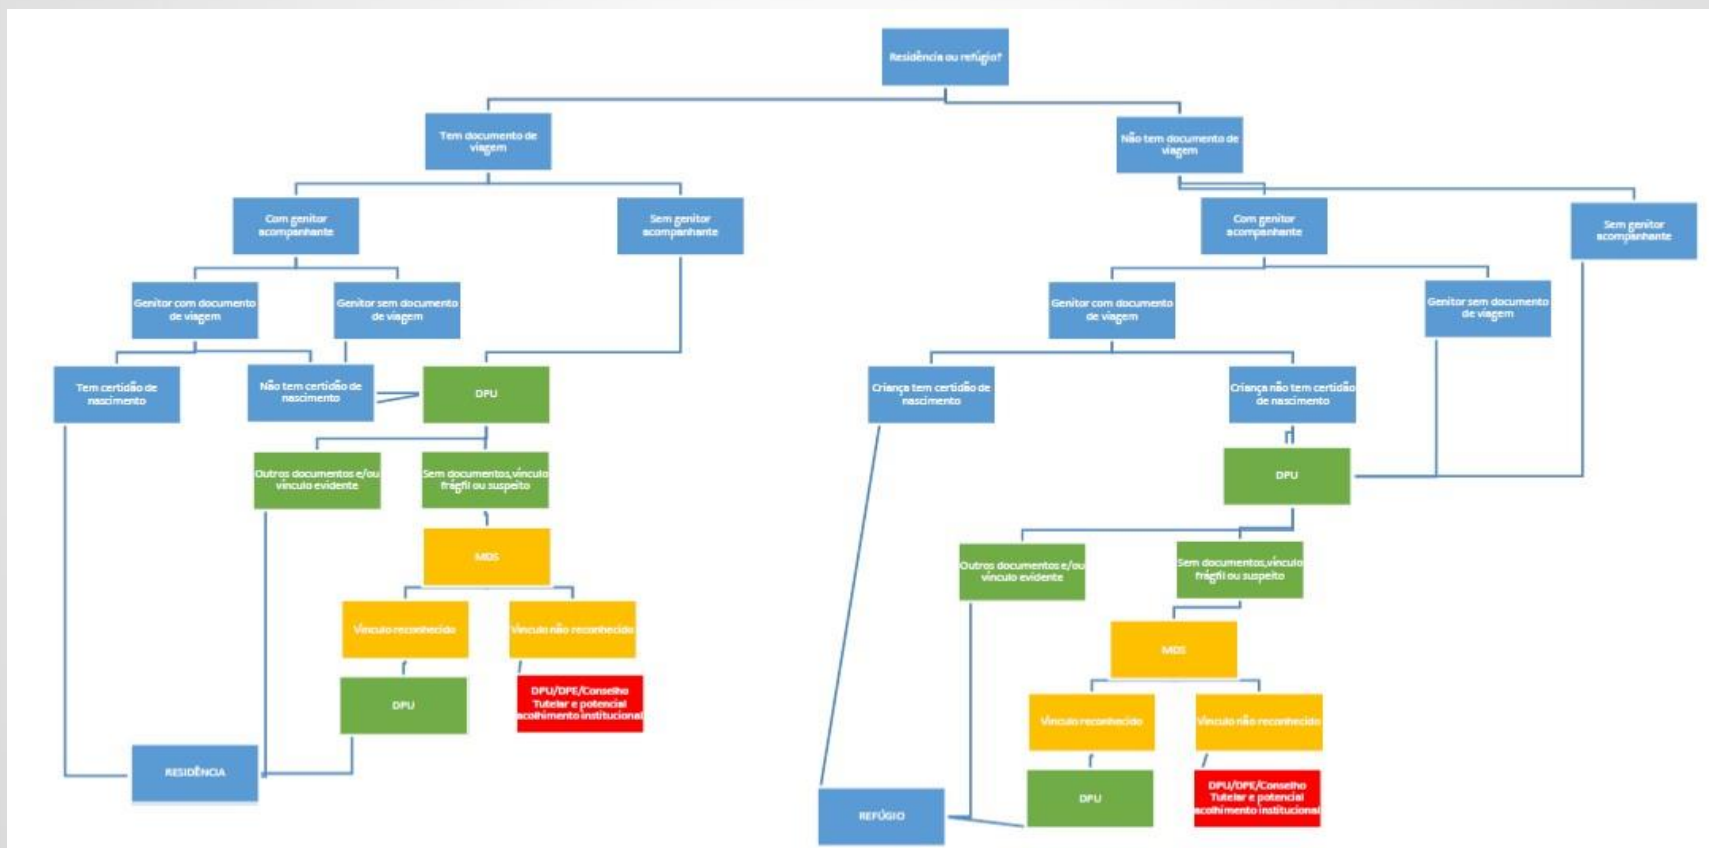 Residência ou refúgio?
Tem documento de
viagem
Não tem documento de
viagem
Com genitor
acompanhante
Sem genitor
acompanhante
Com genitor
acompanhante
Sem genitor
acompanhante
Genitor com documento
de viagem
Genitor sem documento
de viagem
Genitor com documento
de viagem
Genitor sem documento
de viagem
Tem certidão de
nascimento
Não tem certidão de
nascimento
DPU
Criança tem certidão de
nascimento
Criança não tem certidão
de nascimento
Outros documentos e/ou
vínculo evidente
Sem documentos,vínculo
frágfil ou suspeito
DPU
MDS
Outros documentos e/ou
vínculo evidente
Sem documentos,vínculo
frágfil ou suspeito
Vínculo reconhecido
Vínculo não reconhecido
MDS
DPU
DPU/DPE/Conselho
Tutelar e potencial
acolhimento institucional
Vínculo reconhecido
Vínculo não reconhecido
RESIDÊNCIA
DPU
DPU/DPE/Conselho
Tutelar e potencial
acolhimento institucional
REFÚGIO